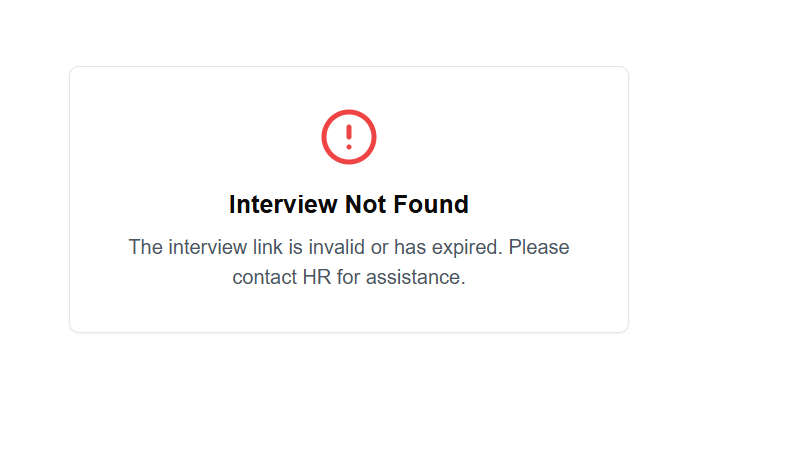 Interview Not Found
The interview link is invalid or has expired. Please
contact HR for assistance.